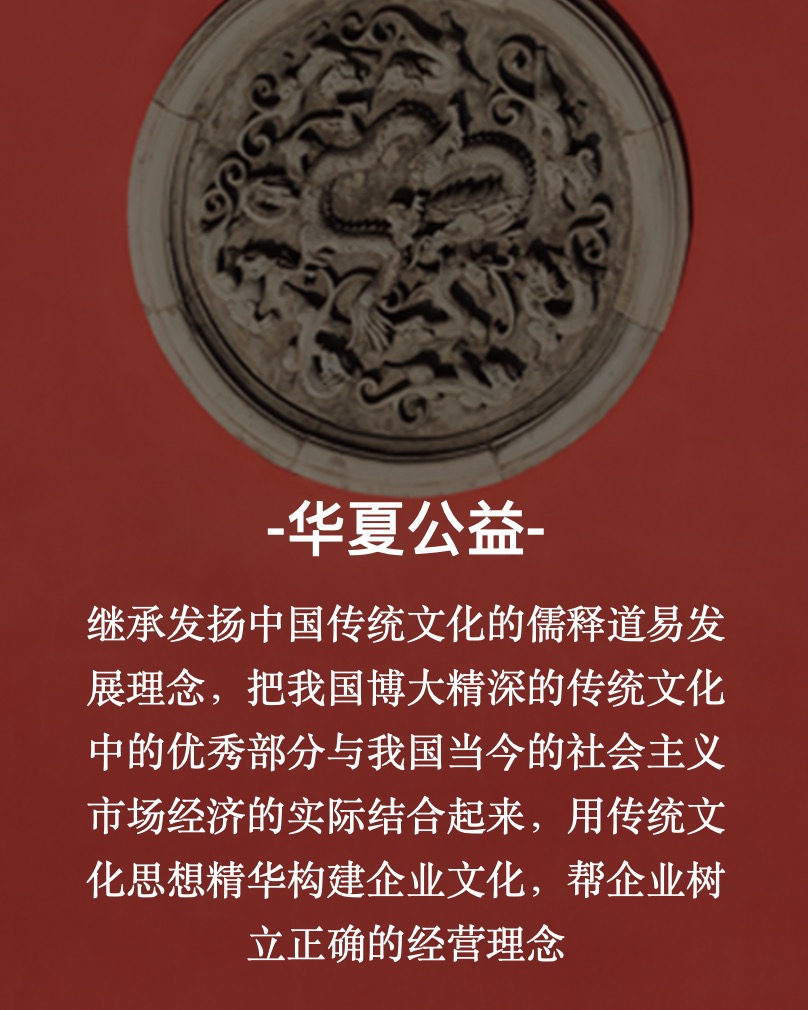 -华夏公益-
继承发扬中国传统文化的儒释道易发
展理念，把我国博大精深的传统文化
中的优秀部分与我国当今的社会主义
市场经济的实际结合起来，用传统文
化思想精华构建企业文化，帮企业树
立正确的经营理念